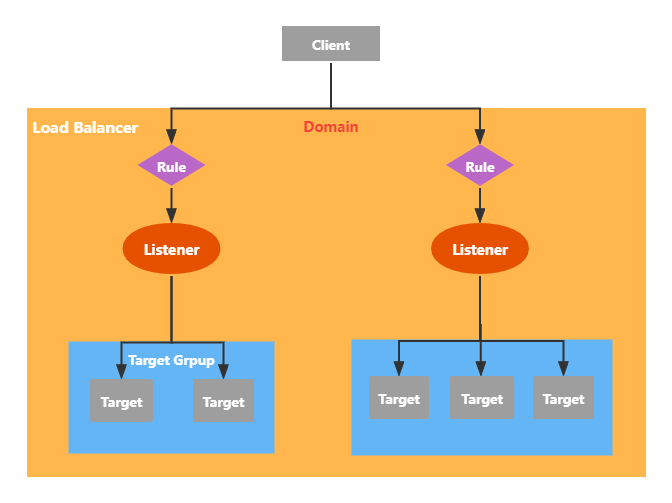 Client
Load Balancer
Domain
Rule
Rule
Listener
Listener
Target Grpup
Target
Target
Target
Target
Target